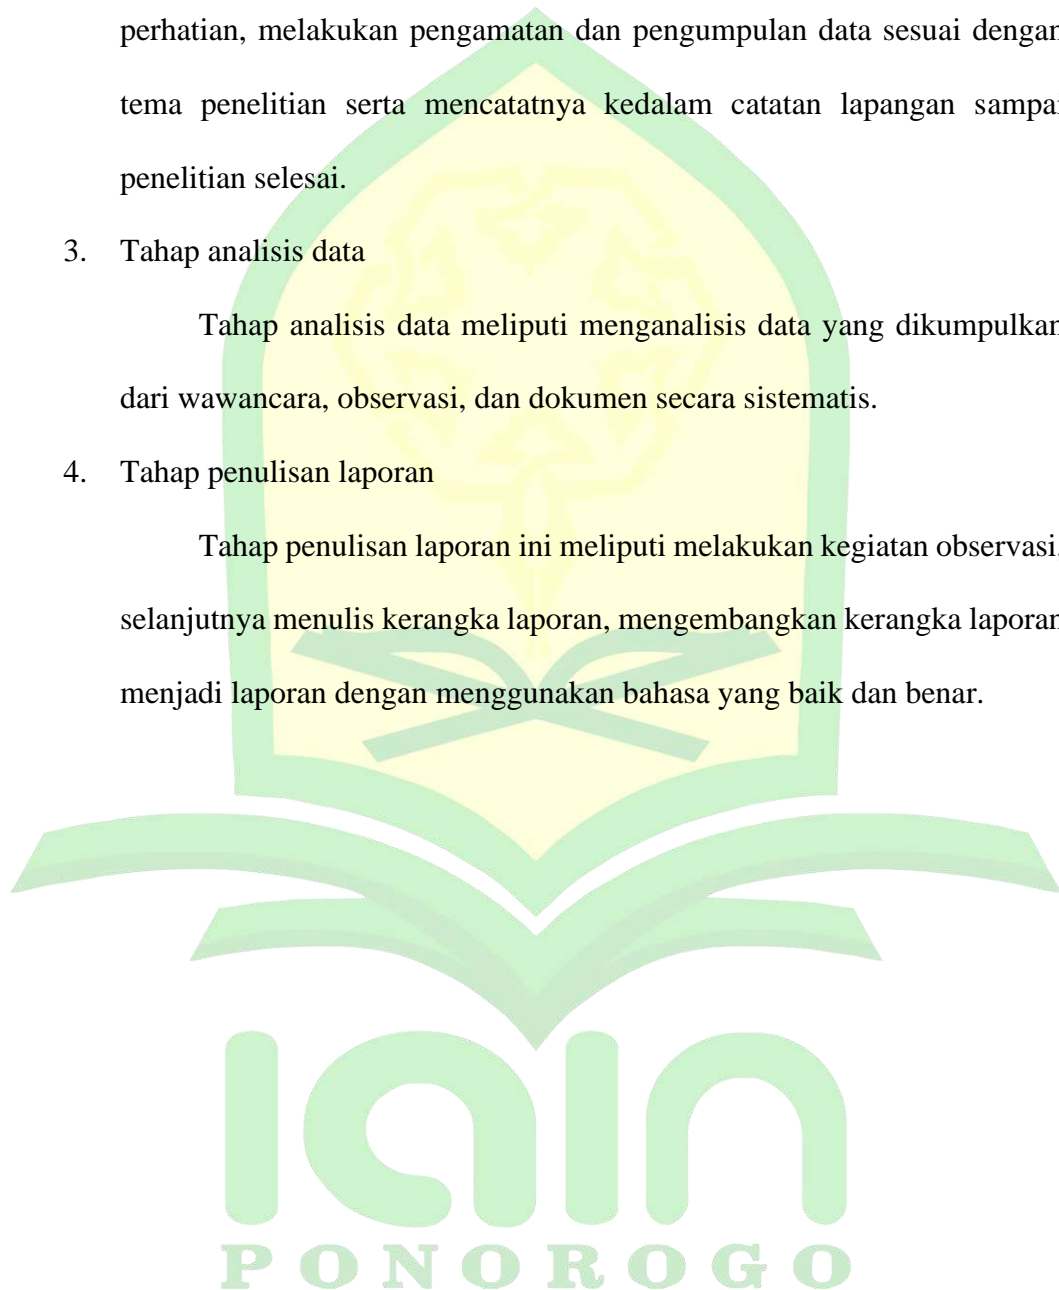 perhatian, melakukan pengamatan dan pengumpulan data sesuai dengan
tema penelitian serta mencatatnya kedalam catatan lapangan sampai
penelitian selesai.
3. Tahap analisis data
Tahap analisis data meliputi menganalisis data yang dikumpulkan
dari wawancara, observasi, dan dokumen secara sistematis.
4. Tahap penulisan laporan
Tahap penulisan laporan ini meliputi melakukan kegiatan observasi,
selanjutnya menulis kerangka laporan, mengembangkan kerangka laporan
menjadi laporan dengan menggunakan bahasa yang baik dan benar.
IAIN
PONOROGO